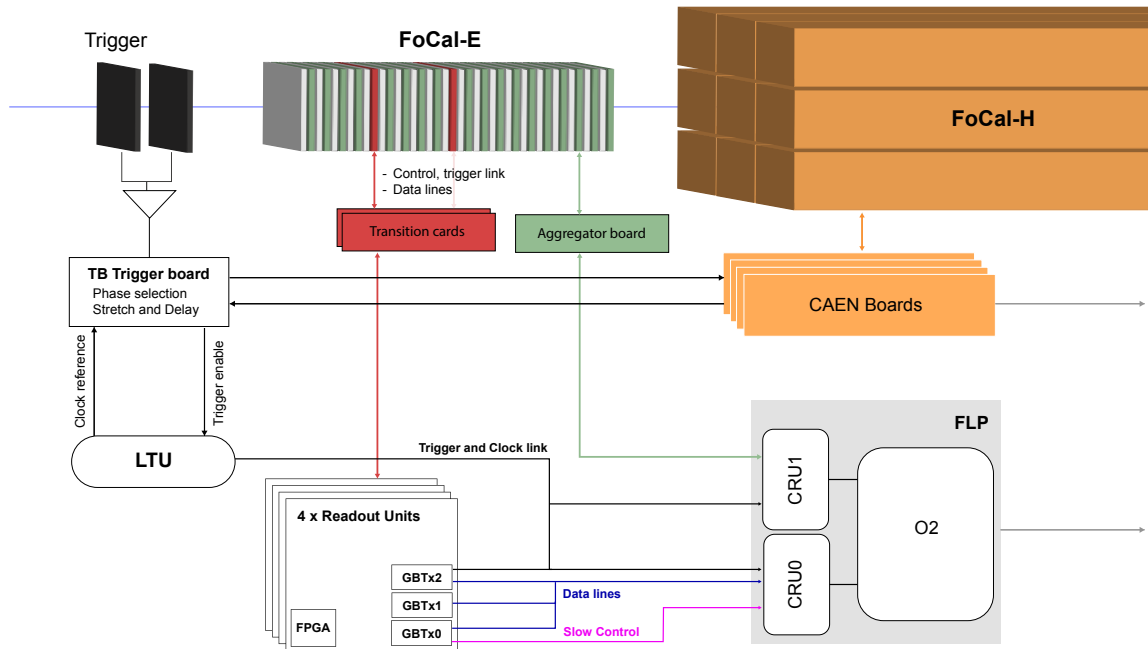 Trigger
FoCal-E
FoCal-H
- Control, trigger link
- Data lines
Transition cards
Aggregator board
TB Trigger board
Phase selection
Stretch and Delay
CAEN Boards
Clock reference
Trigger enable
LTU
Trigger and Clock link
FLP
CRU1
O2
4 x Readout Units
GBTx2
CRU0
Data lines
GBTx1
FPGA
GBTx0
Slow Control